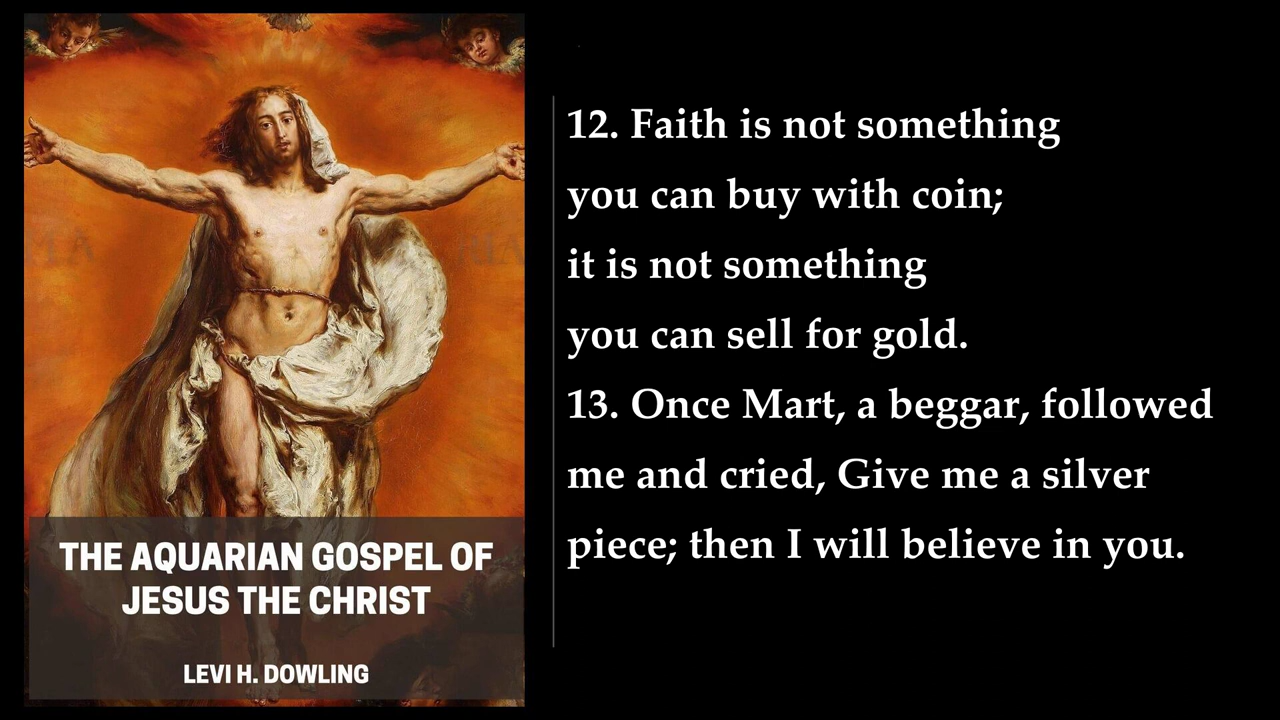 12. Faith is not something
you can buy with coin;
it is not something
you can sell for gold.
13. Once Mart, a beggar, followed
me and cried, Give me a silver
piece; then I will believe in you.
THE AQUARIAN GOSPEL OF
JESUS THE CHRIST
LEVI H. DOWLING